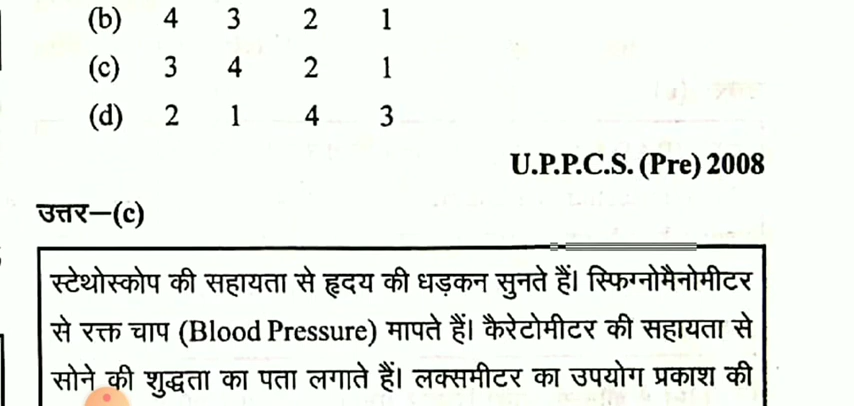 (b) 4 3 2 1
(c) 3 4 2 1
(d) 2 1 4 3
U.P.P.C.S. (Pre) 2008
उत्तर—(c)
स्टेथोस्कोप की सहायता से हृदय की धड़कन सुनते हैं। स्फिग्नोमैनोमीटर
से रक्त चाप (Blood Pressure) मापते हैं। कैरेटोमीटर की सहायता से
सोने की शुद्धता का पता लगाते हैं। लक्समीटर का उपयोग प्रकाश की